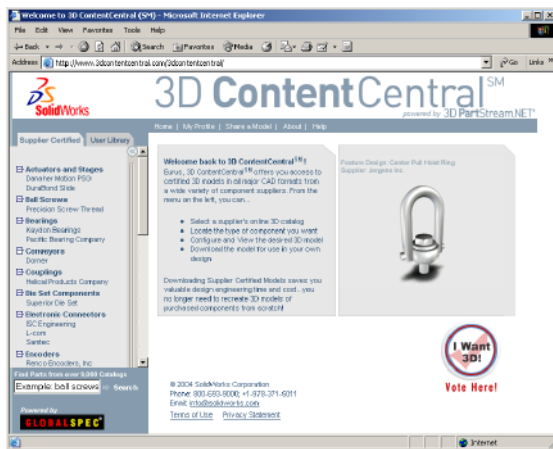 Welcome to 3D ContentCentral (SM) - Microsoft Internet Explorer
File Edit View Favorites Tools Help
Back Search Favorites Media
Address http://www.3dcontentcentral.com/3dcontentcentral/ Go Links »
3DS
SolidWorks
3D ContentCentral SM
powered by 3D PartStream.NET®
Home | My Profile | Share a Model | About | Help
Supplier Certified User Library
Actuators and Stages
Danaher Motion PSG
DuraBond Slide
Ball Screws
Precision Screw Thread
Bearings
Kaydon Bearings
Pacific Bearing Company
Conveyors
Dorner
Couplings
Helical Products Company
Die Set Components
Superior Die Set
Electronic Connectors
ISC Engineering
L-com
Samtec
Encoders
Renco Encoders, Inc
Find Parts from over 9,000 Catalogs
Example: ball screws Search
Powered by
GLOBALSPEC®
Welcome back to 3D ContentCentral SM!
Eurus, 3D ContentCentral SM offers you access to
certified 3D models in all major CAD formats from
a wide variety of component suppliers. From the
menu on the left, you can...
Select a supplier's online 3D catalog
Locate the type of component you want
Configure and View the desired 3D model
Download the model for use in your own
design
Downloading Supplier Certified Models saves you
valuable design engineering time and cost...you
no longer need to recreate 3D models of
purchased components from scratch!
Feature Design: Center Pull Hoist Ring
Supplier: Jergens Inc.
I Want
3D!
Vote Here!
© 2004 SolidWorks Corporation
Phone: 800-693-9000; +1-978-371-5011
Email: info@solidworks.com
Terms of Use Privacy Statement
Internet